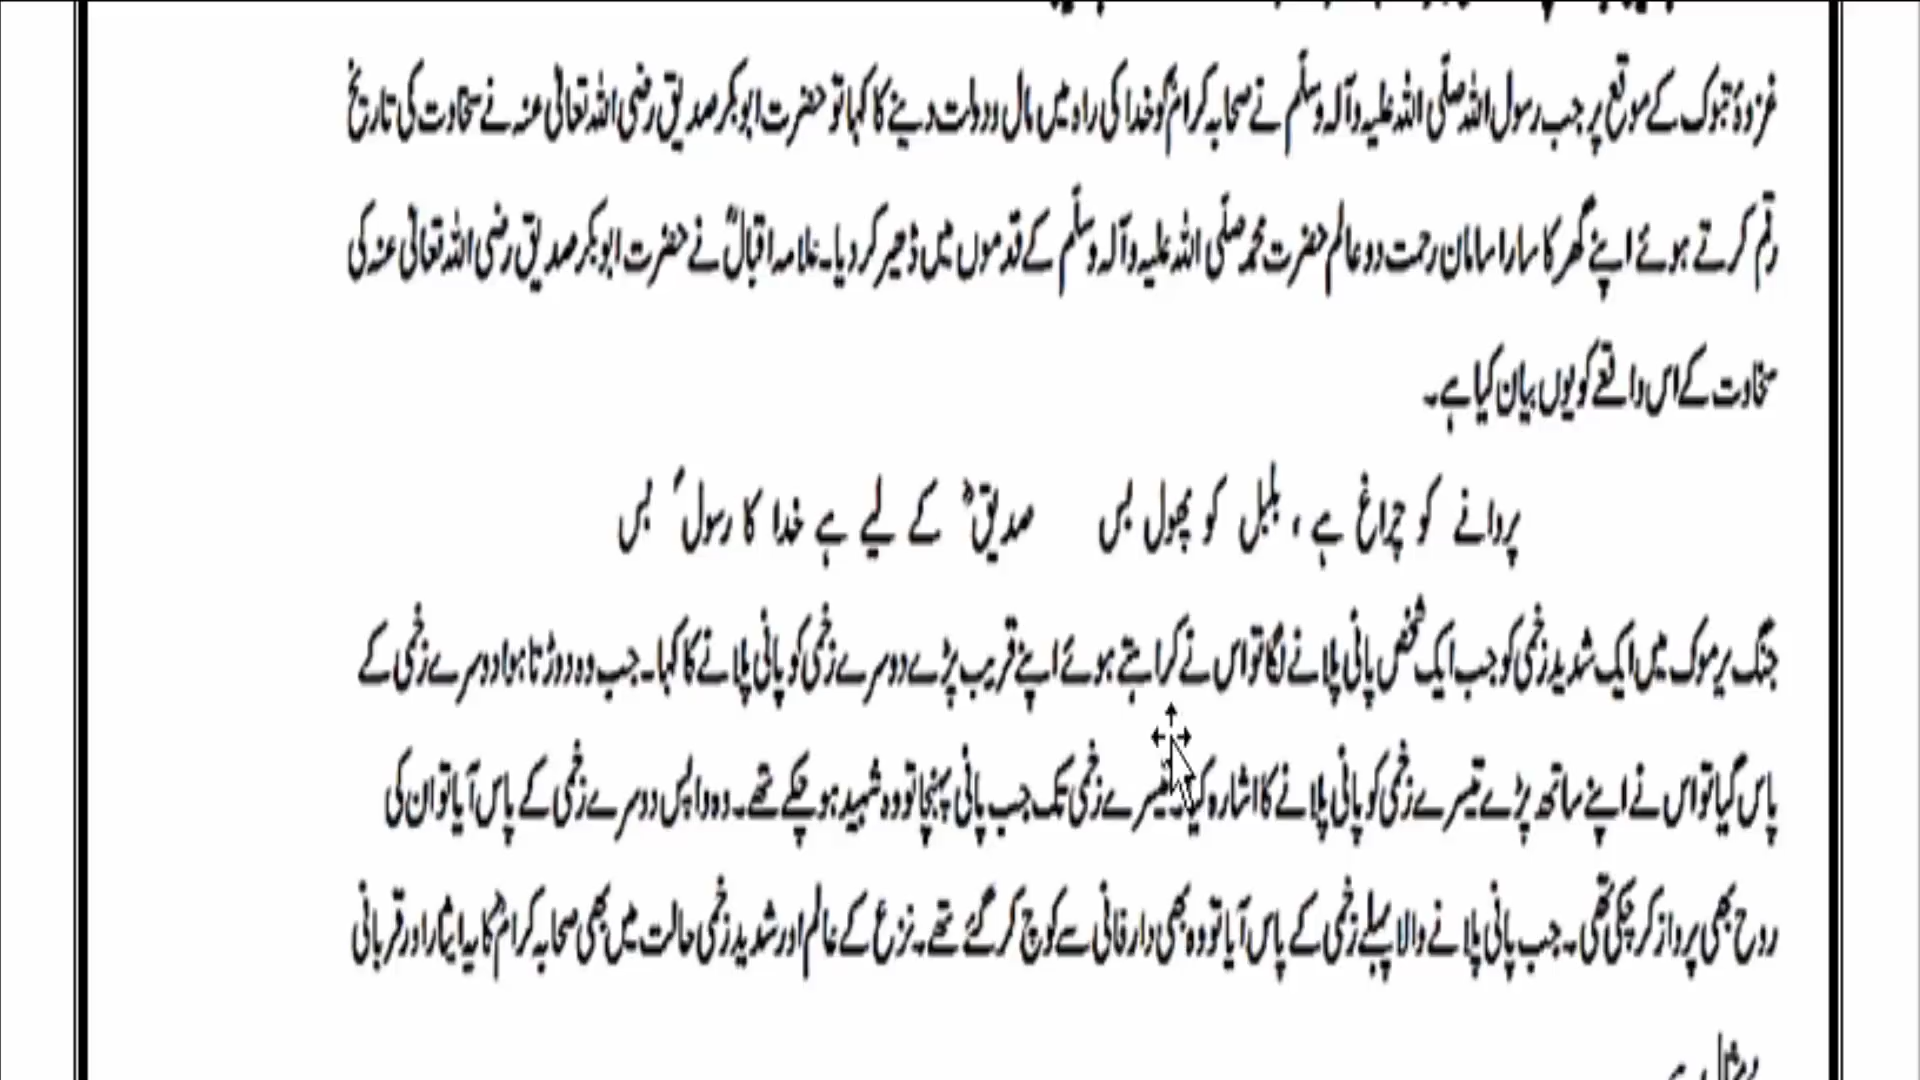 غزوۂ تبوک کے موقع پر جب رسول اللہ صلّی اللہ علیہ وآلہ وسلّم نے صحابہ کرامؓ کو خدا کی راہ میں مال و دولت دینے کا کہا تو حضرت ابوبکر صدیق رضی اللہ تعالیٰ عنہ نے سخاوت کی تاریخ
رقم کرتے ہوئے اپنے گھر کا سارا سامان رحمت دو عالم حضرت محمد صلّی اللہ علیہ وآلہ وسلّم کے قدموں میں ڈھیر کر دیا۔ علامہ اقبالؒ نے حضرت ابوبکر صدیق رضی اللہ تعالیٰ عنہ کی
سخاوت کے اس واقعے کو یوں بیان کیا ہے۔
پروانے کو چراغ ہے ، بلبل کو پھول بس صدیقؓ کے لیے ہے خدا کا رسولؐ بس
جنگ یرموک میں ایک شدید زخمی کو جب ایک شخص پانی پلانے لگا تو اس نے کراہتے ہوئے اپنے قریب پڑے دوسرے زخمی کو پانی پلانے کا کہا۔ جب وہ دوڑتا ہوا دوسرے زخمی کے
پاس گیا تو اس نے اپنے ساتھ پڑے تیسرے زخمی کو پانی پلانے کا اشارہ کیا۔ تیسرے زخمی تک جب پانی پہنچا تو وہ شہید ہو چکے تھے۔ وہ واپس دوسرے زخمی کے پاس آیا تو ان کی
روح بھی پرواز کر چکی تھی۔ جب پانی پلانے والا پہلے زخمی کے پاس آیا تو وہ بھی دار فانی سے کوچ کر گئے تھے۔ نزع کے عالم اور شدید زخمی حالت میں بھی صحابہ کرامؓ کا یہ ایثار اور قربانی